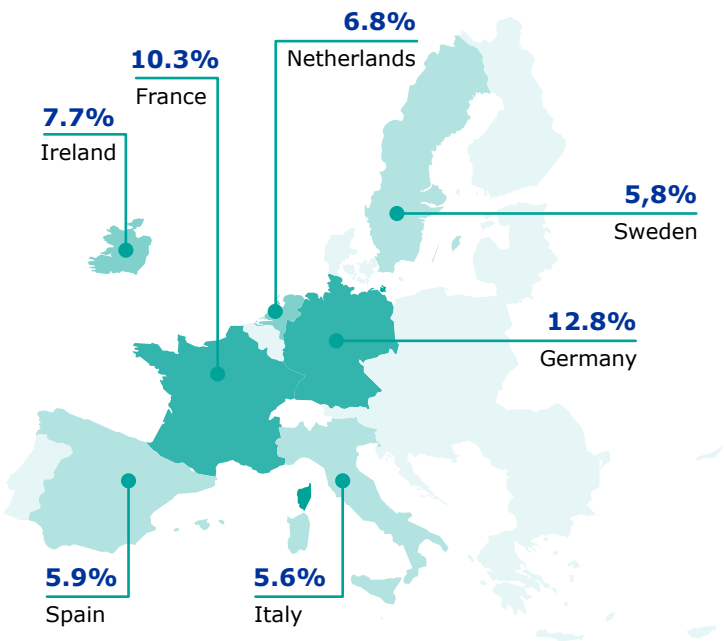 6.8%
Netherlands
10.3%
France
7.7%
Ireland
5,8%
Sweden
12.8%
Germany
5.9%
Spain
5.6%
Italy